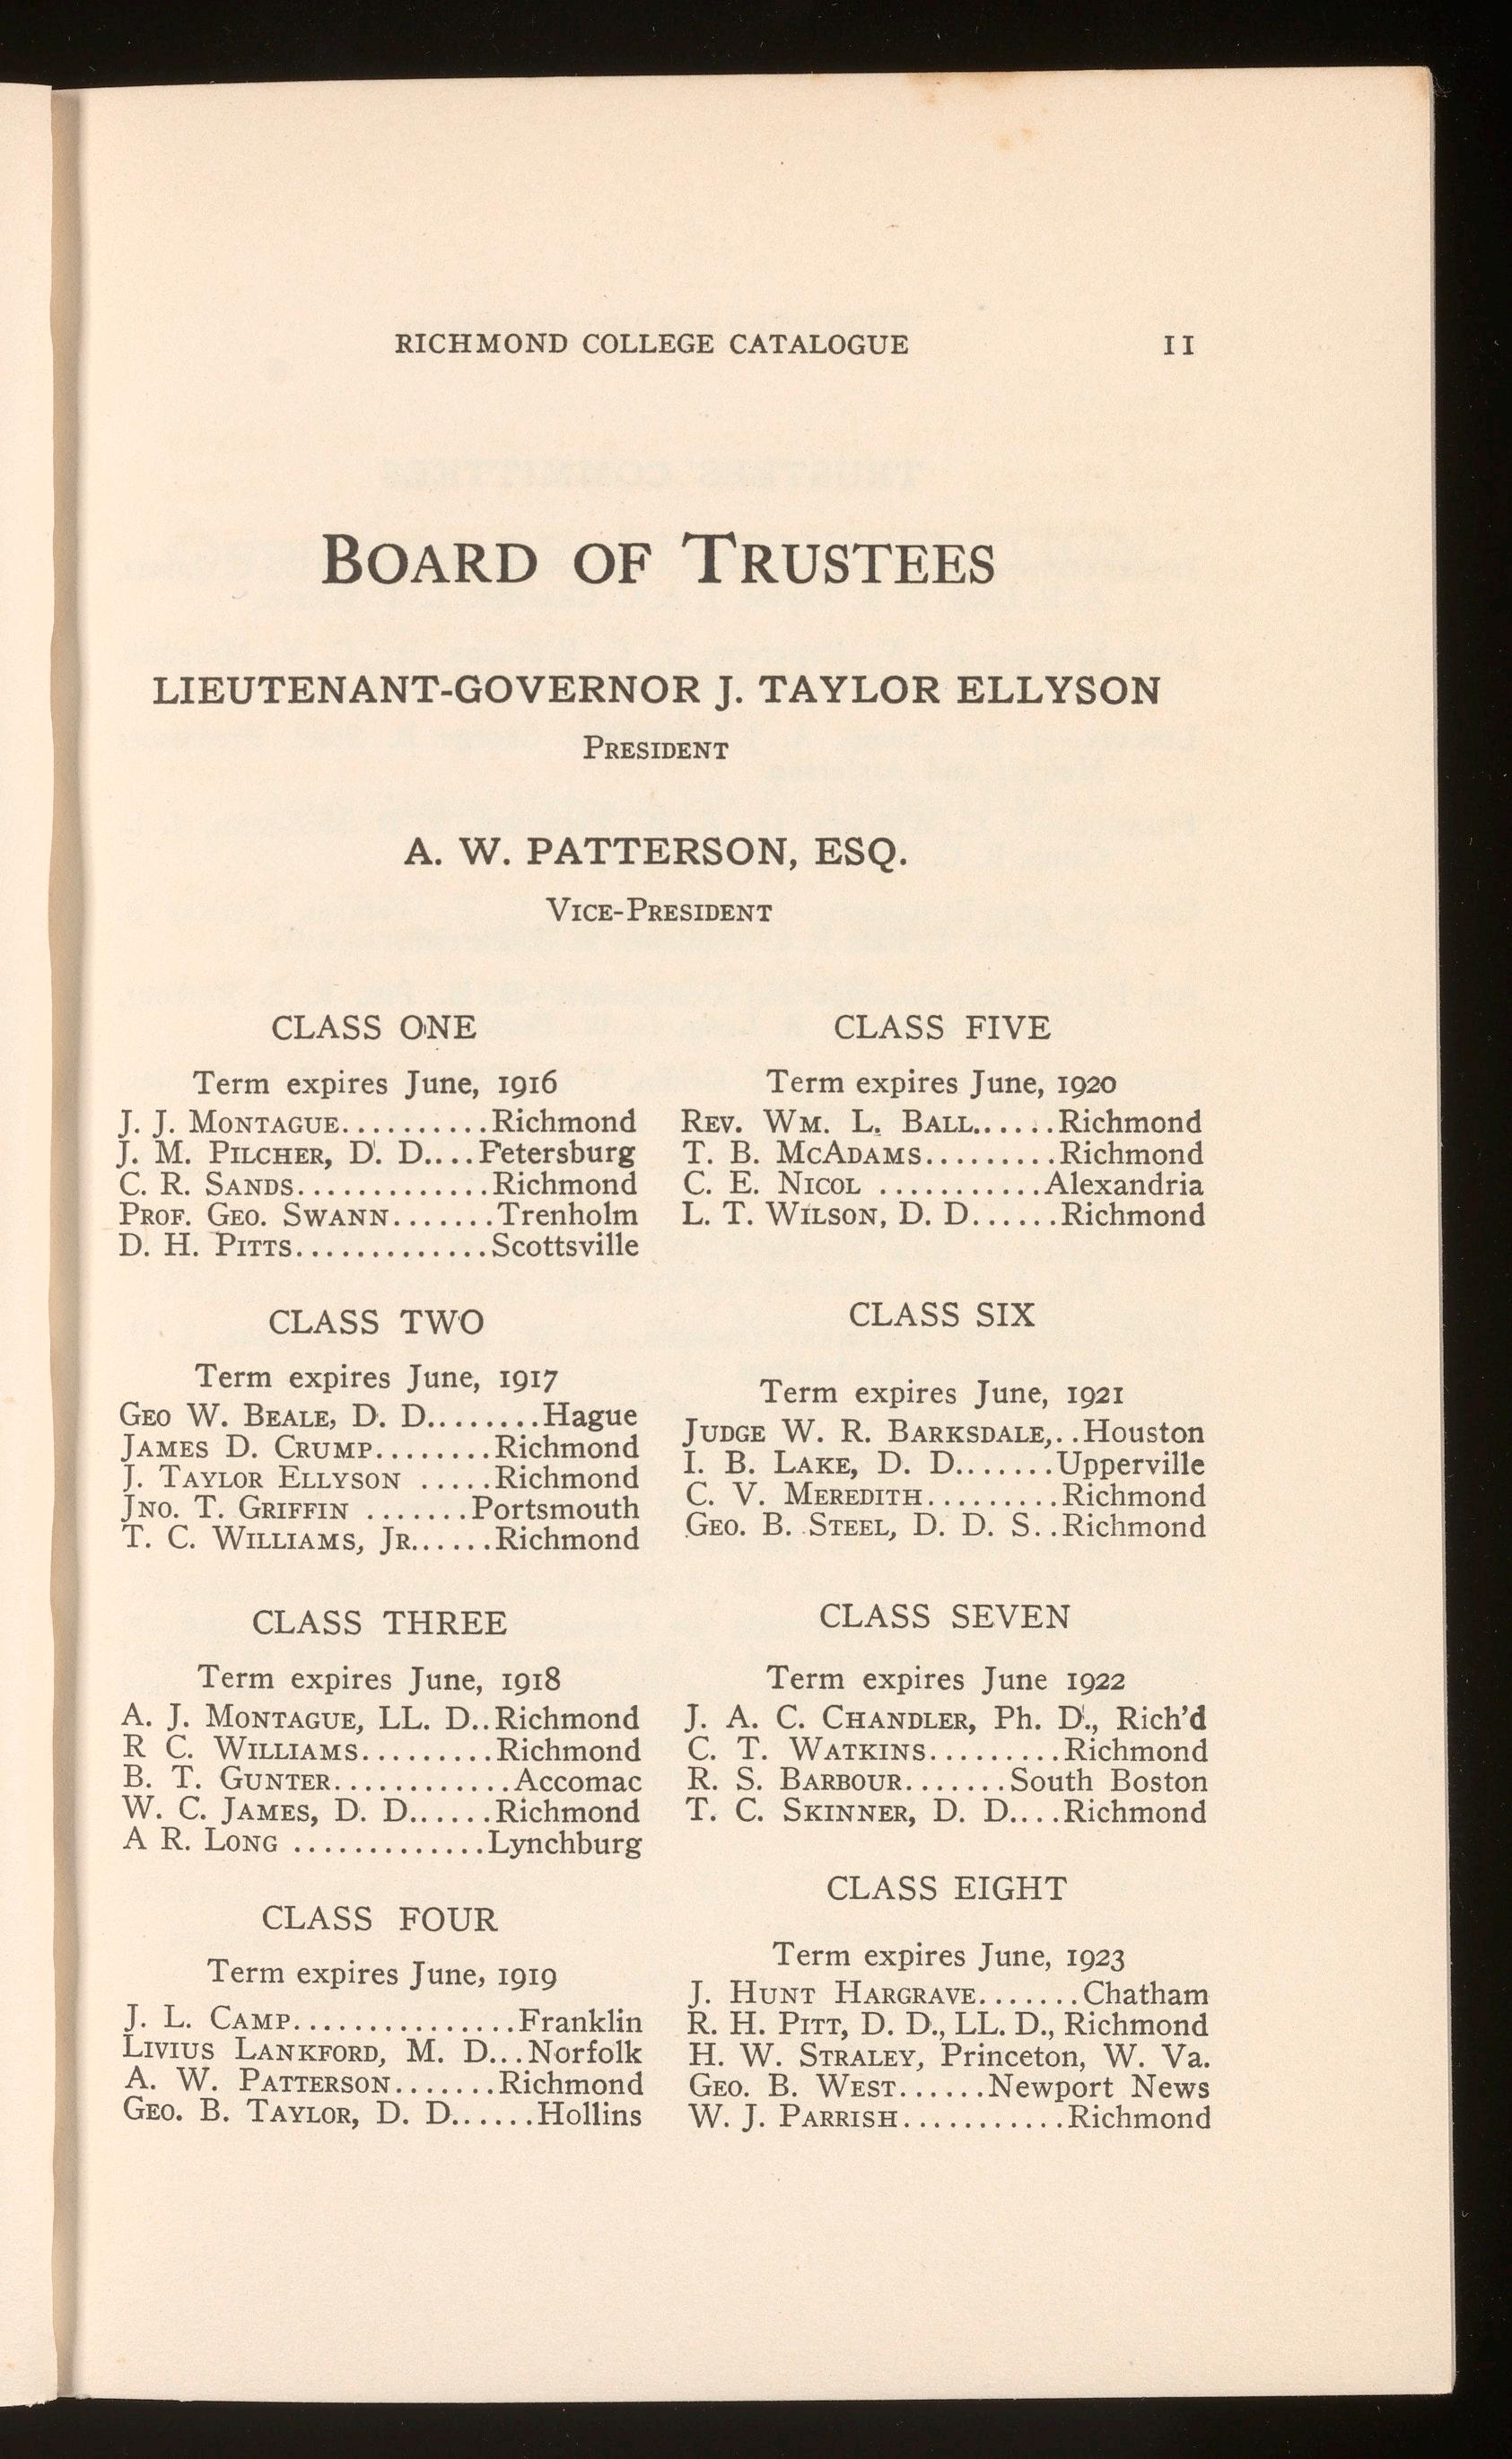 RICHMOND COLLEGE CATALOGUE 11
BOARD OF TRUSTEES
LIEUTENANT-GOVERNOR J. TAYLOR ELLYSON
PRESIDENT
A. W. PATTERSON, ESQ.
VICE-PRESIDENT
CLASS ONE
Term expires June, 1916
J. J. MONTAGUE..........Richmond
J. M. PILCHER, D. D....Petersburg
C. R. SANDS.............Richmond
PROF. GEO. SWANN.......Trenholm
D. H. PITTS.............Scottsville
CLASS TWO
Term expires June, 1917
GEO W. BEALE, D. D........Hague
JAMES D. CRUMP........Richmond
J. TAYLOR ELLYSON .....Richmond
JNO. T. GRIFFIN .......Portsmouth
T. C. WILLIAMS, JR......Richmond
CLASS THREE
Term expires June, 1918
A. J. MONTAGUE, LL. D..Richmond
R C. WILLIAMS.........Richmond
B. T. GUNTER............Accomac
W. C. JAMES, D. D......Richmond
A R. LONG .............Lynchburg
CLASS FOUR
Term expires June, 1919
J. L. CAMP...............Franklin
LIVIUS LANKFORD, M. D...Norfolk
A. W. PATTERSON.......Richmond
GEO. B. TAYLOR, D. D......Hollins
CLASS FIVE
Term expires June, 1920
REV. WM. L. BALL......Richmond
T. B. MCADAMS.........Richmond
C. E. NICOL ...........Alexandria
L. T. WILSON, D. D......Richmond
CLASS SIX
Term expires June, 1921
JUDGE W. R. BARKSDALE,..Houston
I. B. LAKE, D. D.......Upperville
C. V. MEREDITH.........Richmond
GEO. B. STEEL, D. D. S..Richmond
CLASS SEVEN
Term expires June 1922
J. A. C. CHANDLER, Ph. D., Rich'd
C. T. WATKINS.........Richmond
R. S. BARBOUR.......South Boston
T. C. SKINNER, D. D....Richmond
CLASS EIGHT
Term expires June, 1923
J. HUNT HARGRAVE.......Chatham
R. H. PITT, D. D., LL. D., Richmond
H. W. STRALEY, Princeton, W. Va.
GEO. B. WEST......Newport News
W. J. PARRISH...........Richmond